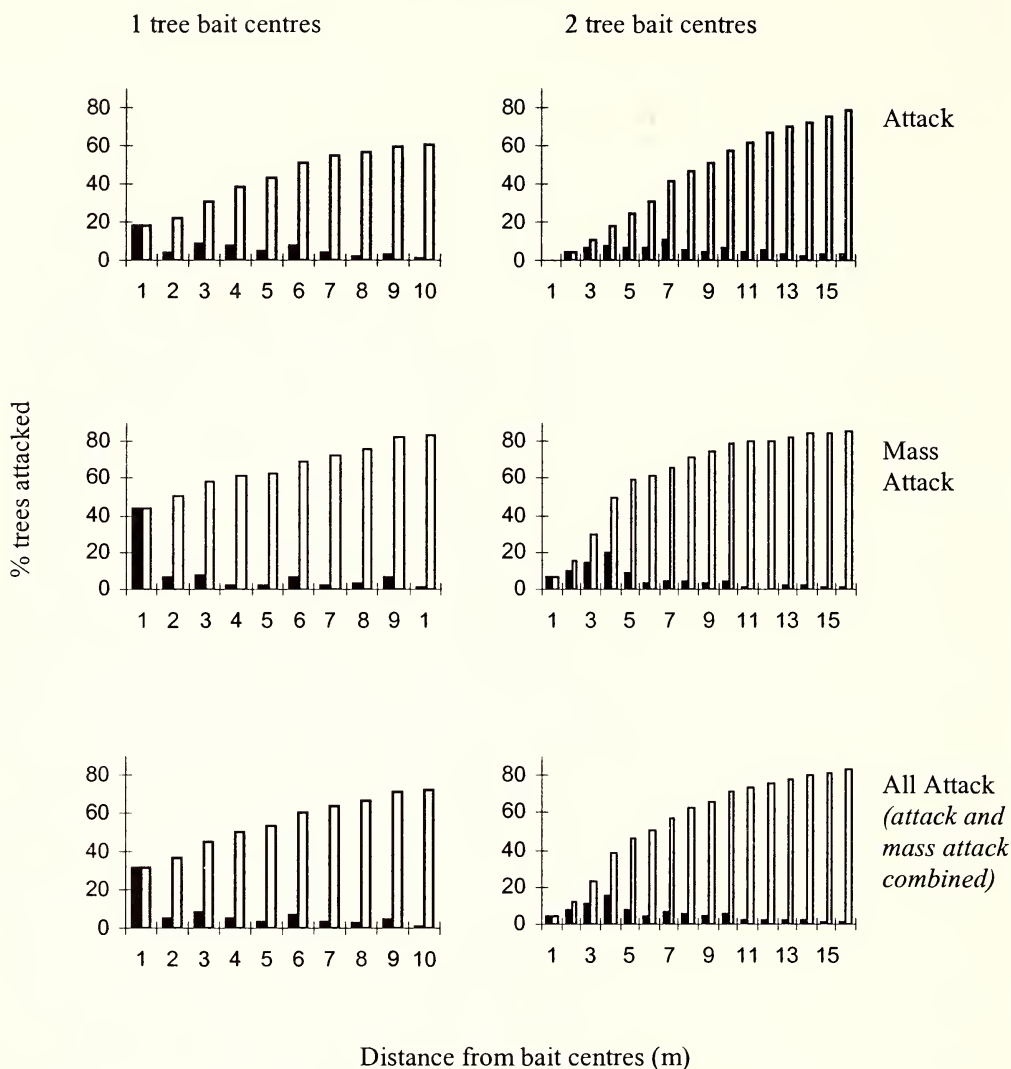 1 tree bait centres
2 tree bait centres
80
60
40
20
0
1 2 3 4 5 6 7 8 9 10
80
60
40
20
0
1 3 5 7 9 11 13 15
Attack
% trees attacked
80
60
40
20
0
1 2 3 4 5 6 7 8 9 1
80
60
40
20
0
1 3 5 7 9 11 13 15
Mass
Attack
80
60
40
20
0
1 2 3 4 5 6 7 8 9 10
80
60
40
20
0
1 3 5 7 9 11 13 15
All Attack
(attack and
mass attack
combined)
Distance from bait centres (m)